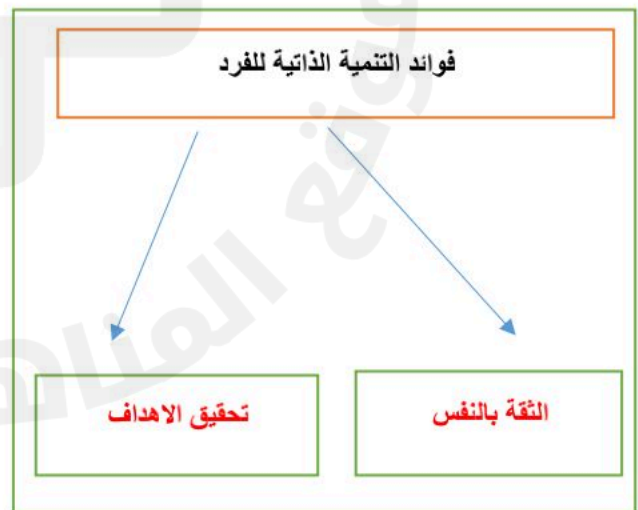 فوائد التنمية الذاتية للفرد
الثقة بالنفس
تحقيق الاهداف